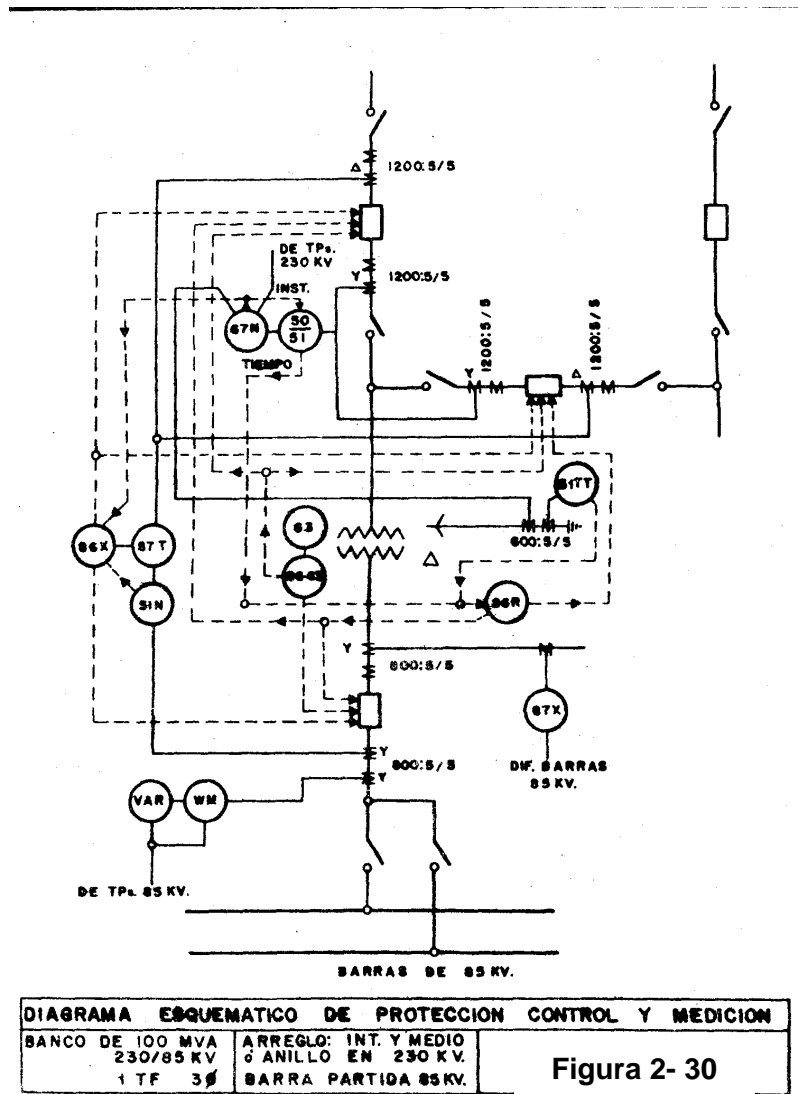 1200:5/5
DE TPs.
230 KV
1200:5/5
Y
INST.
67N
50
51
TIEMPO
Y
1200:5/5
1200:5/5
51TT
600:5/5
63
86X
87T
51N
86R
Y
600:5/5
87X
DIF. BARRAS
85 KV.
Y
800:5/5
Y
VAR
WM
DE TPs. 85 KV.
BARRAS DE 85 KV.
DIAGRAMA ESQUEMATICO DE PROTECCION CONTROL Y MEDICION
BANCO DE 100 MVA
230/85 KV
1 TF 3Ø
ARREGLO: INT. Y MEDIO
ó ANILLO EN 230 KV.
BARRA PARTIDA 85 KV.
Figura 2- 30